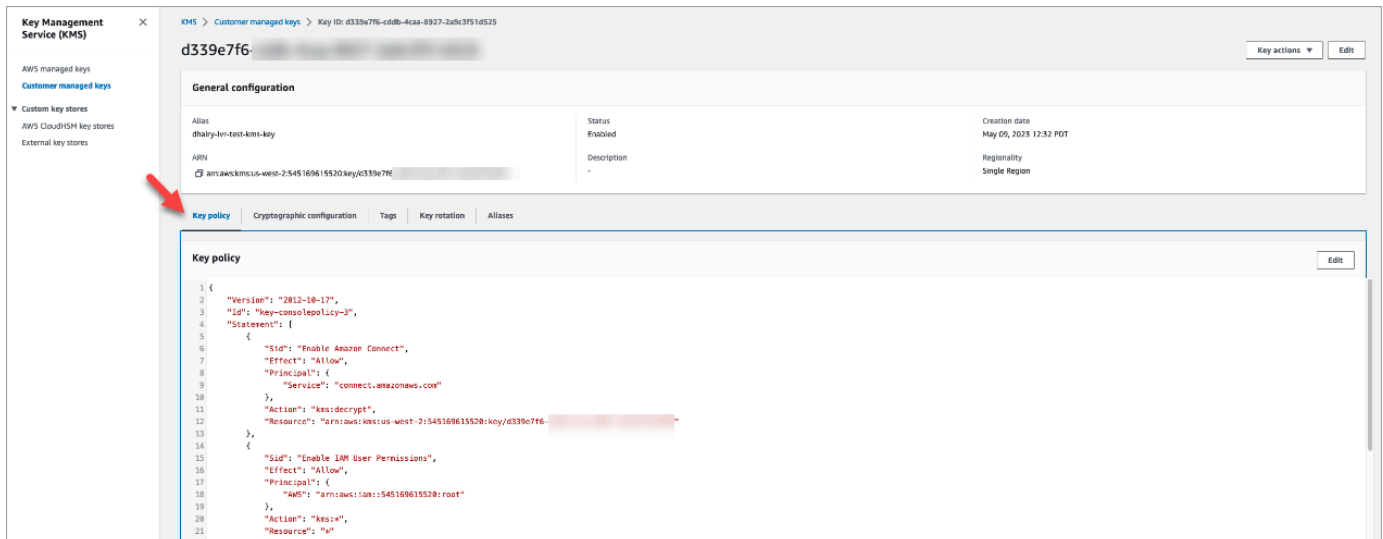 Key Management
Service (KMS)
AWS managed keys
Customer managed keys
Custom key stores
AWS CloudHSM key stores
External key stores
KMS > Customer managed keys > Key ID: d339e7f6-cddb-4caa-8927-2a9c3f51d525
d339e7f6-
Key actions
Edit
General configuration
Alias
dhairy-lvr-test-kms-key
Status
Enabled
Creation date
May 09, 2023 12:32 PDT
ARN
arn:aws:kms:us-west-2:545169615520:key/d339e7f6
Description
-
Regionality
Single Region
Key policy
Cryptographic configuration
Tags
Key rotation
Aliases
Key policy
Edit
1 {
2 "Version": "2012-10-17",
3 "Id": "key-consolepolicy-3",
4 "Statement": [
5 {
6 "Sid": "Enable Amazon Connect",
7 "Effect": "Allow",
8 "Principal": {
9 "Service": "connect.amazonaws.com"
10 },
11 "Action": "kms:decrypt",
12 "Resource": "arn:aws:kms:us-west-2:545169615520:key/d339e7f6- "
13 },
14 {
15 "Sid": "Enable IAM User Permissions",
16 "Effect": "Allow",
17 "Principal": {
18 "AWS": "arn:aws:iam::545169615520:root"
19 },
20 "Action": "kms:*",
21 "Resource": "*"